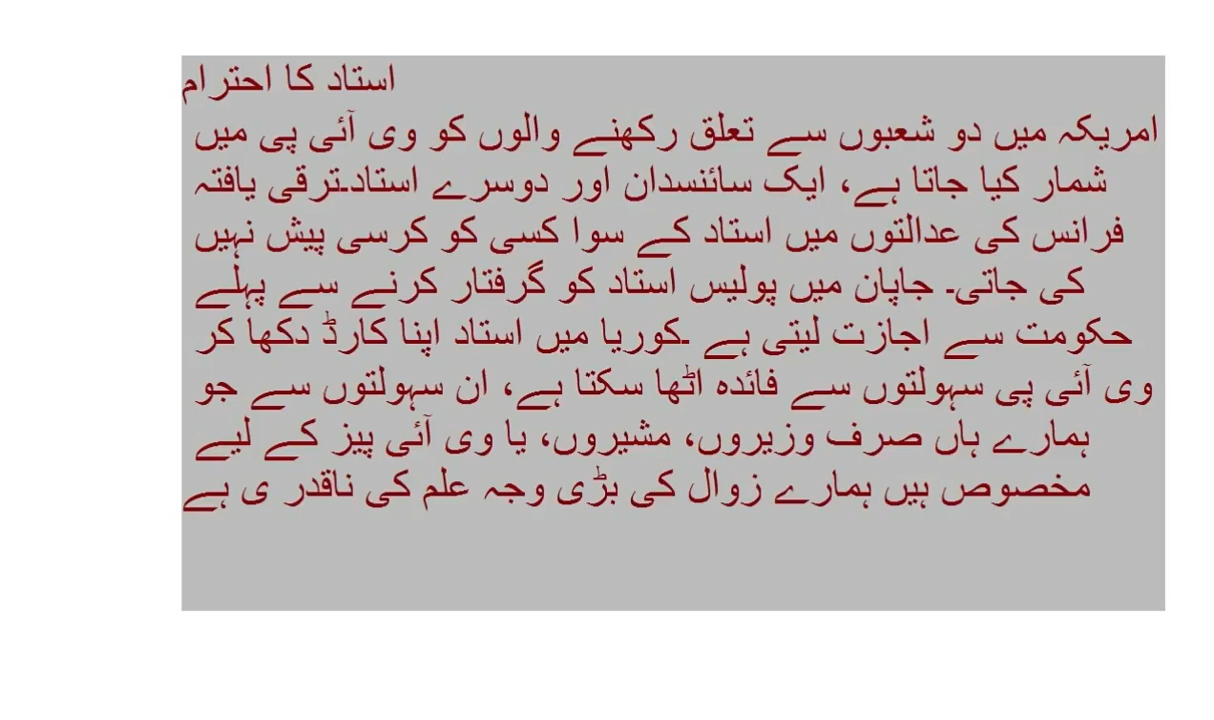 استاد کا احترام
امریکہ میں دو شعبوں سے تعلق رکھنے والوں کو وی آئی پی میں
شمار کیا جاتا ہے، ایک سائنسدان اور دوسرے استاد۔ترقی یافتہ
فرانس کی عدالتوں میں استاد کے سوا کسی کو کرسی پیش نہیں
کی جاتی۔ جاپان میں پولیس استاد کو گرفتار کرنے سے پہلے
حکومت سے اجازت لیتی ہے ۔کوریا میں استاد اپنا کارڈ دکھا کر
وی آئی پی سہولتوں سے فائدہ اٹھا سکتا ہے، ان سہولتوں سے جو
ہمارے ہاں صرف وزیروں، مشیروں، یا وی آئی پیز کے لیے
مخصوص ہیں ہمارے زوال کی بڑی وجہ علم کی ناقدر ی ہے